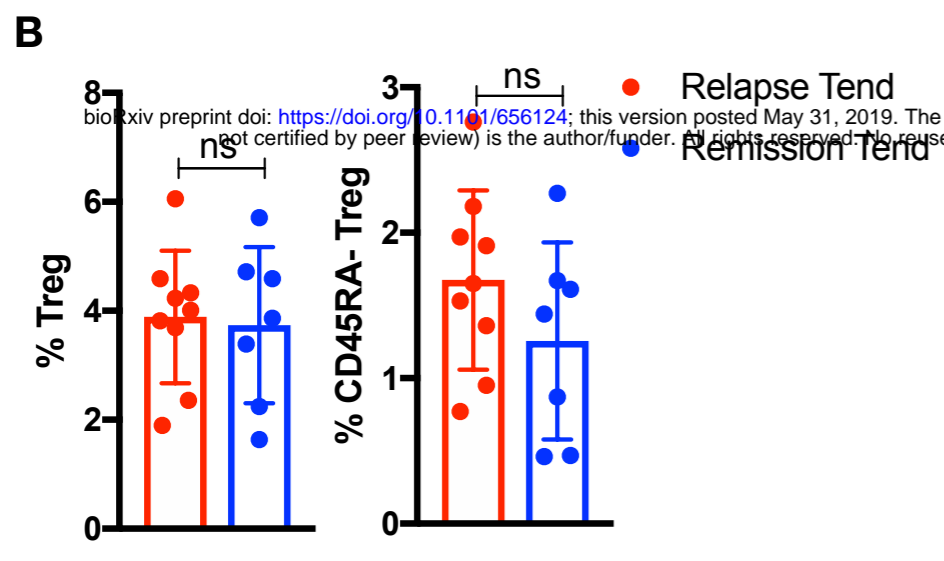 B
ns
3
8
Relapse Tend
bioRxiv preprint doi: https://doi.org/10.1101/656124; this version posted May 31, 2019. The
not certified by peer review) is the author/funder. All rights reserved. No reuse
ns
Remission Tend
6
4
2
0
% Treg
2
1
0
% CD45RA- Treg